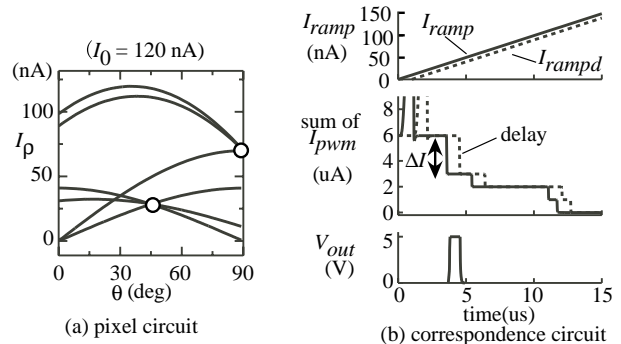 (I0 = 120 nA)
(nA)
100
Iρ
50
0
0 30 60 90
θ (deg)
(a) pixel circuit
(b)
Iramp
(nA)
150
100
50
0
Iramp
Irampd
sum of
Ipwm
(uA)
8
6
4
2
0
delay
ΔI
Vout
(V)
5
0
0 5 10 15
time(us)
(b) correspondence circuit